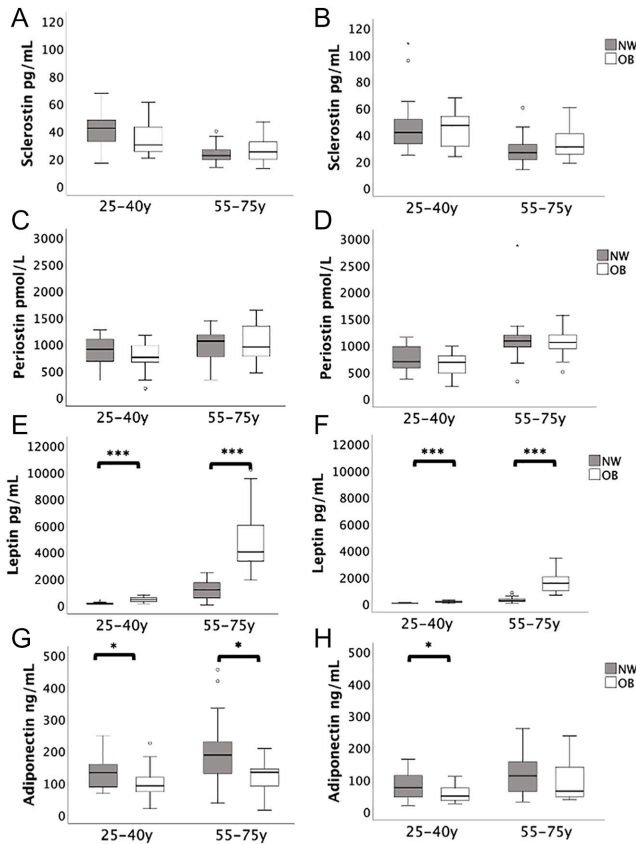 A
Sclerostin pg/mL
120
100
80
60
40
20
0
25-40y
55-75y
B
Sclerostin pg/mL
120
100
80
60
40
20
0
25-40y
55-75y
NW
OB
C
Periostin pmol/L
3000
2500
2000
1500
1000
500
0
25-40y
55-75y
D
Periostin pmol/L
3000
2500
2000
1500
1000
500
0
25-40y
55-75y
NW
OB
E
Leptin pg/mL
12000
10000
8000
6000
4000
2000
0
***
***
25-40y
55-75y
F
Leptin pg/mL
12000
10000
8000
6000
4000
2000
0
***
***
25-40y
55-75y
NW
OB
G
Adiponectin ng/mL
500
400
300
200
100
0
*
*
25-40y
55-75y
H
Adiponectin ng/mL
500
400
300
200
100
0
*
25-40y
55-75y
NW
OB